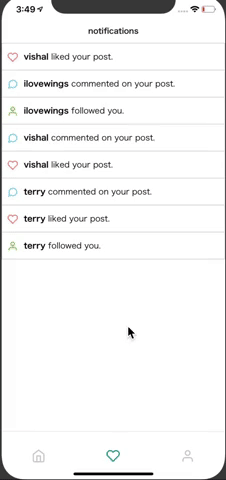 3:49
notifications
vishal liked your post.
ilovewings commented on your post.
ilovewings followed you.
vishal commented on your post.
vishal liked your post.
terry commented on your post.
terry liked your post.
terry followed you.